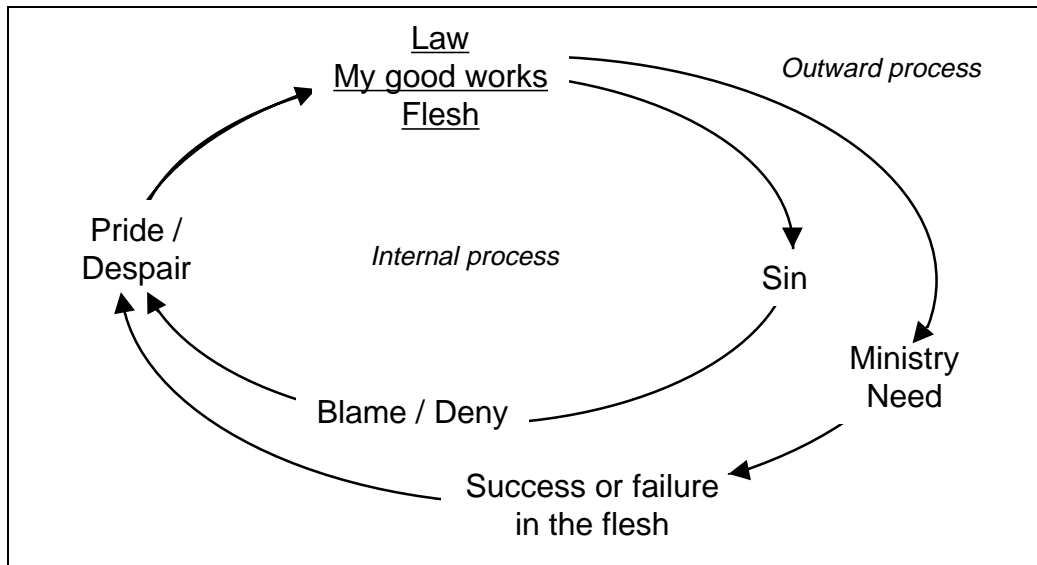 Law
My good works
Flesh
Outward process
Pride /
Despair
Internal process
Sin
Ministry
Need
Blame / Deny
Success or failure
in the flesh